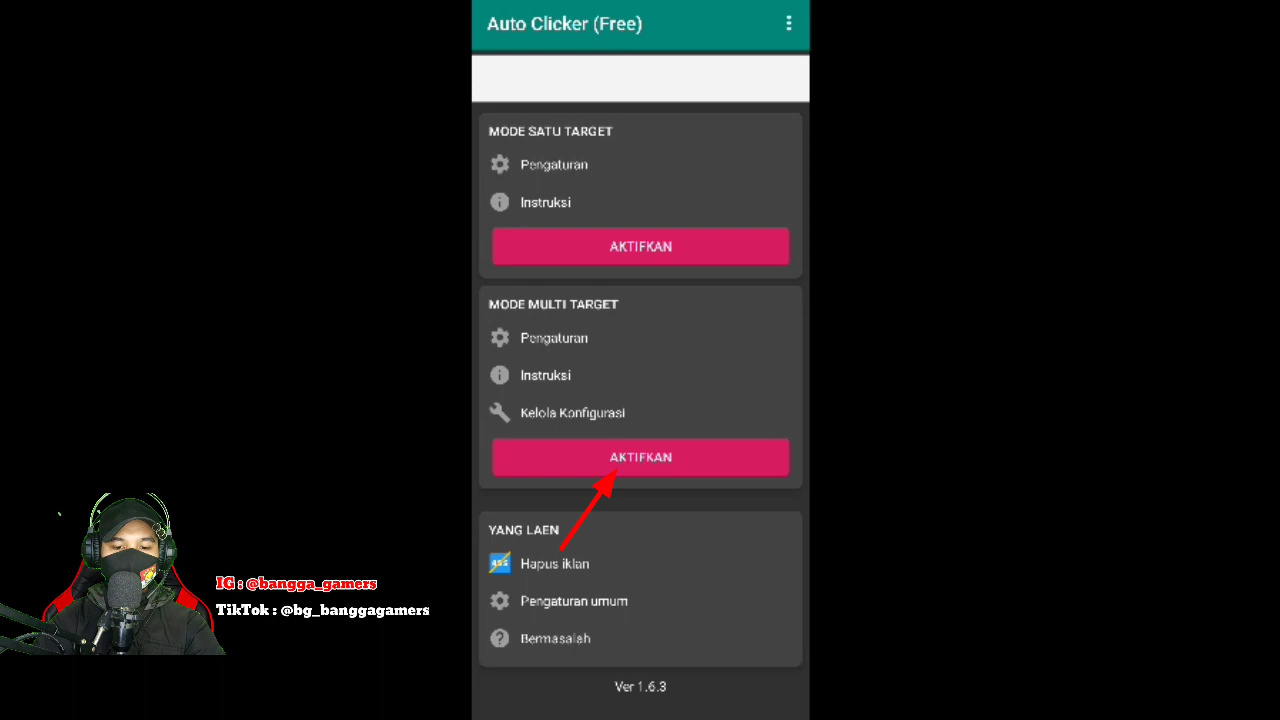 Auto Clicker (Free)
MODE SATU TARGET
Pengaturan
Instruksi
AKTIFKAN
MODE MULTI TARGET
Pengaturan
Instruksi
Kelola Konfigurasi
AKTIFKAN
YANG LAEN
Hapus iklan
Pengaturan umum
Bermasalah
Ver 1.6.3
IG : @bangga_gamers
TikTok : @bg_banggagamers